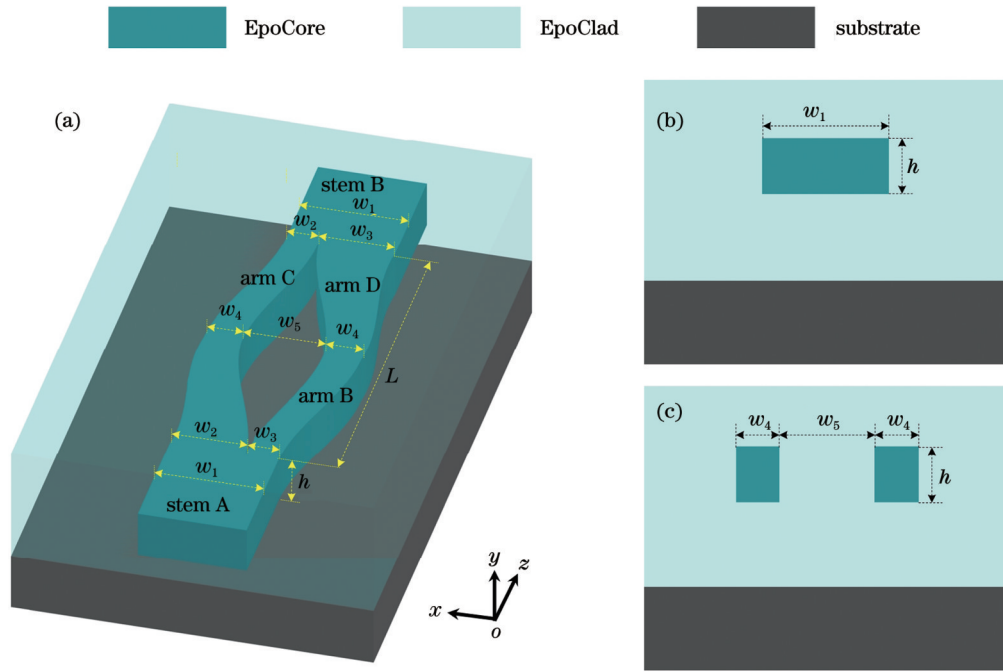 EpoCore EpoClad substrate
(a)
stem B
w₁
w₂ w₃
arm C arm D
w₄ w₅ w₄
L
arm B
w₂ w₃
w₁ h
stem A
y z
x
o
(b)
w₁
h
(c)
w₄ w₅ w₄
h